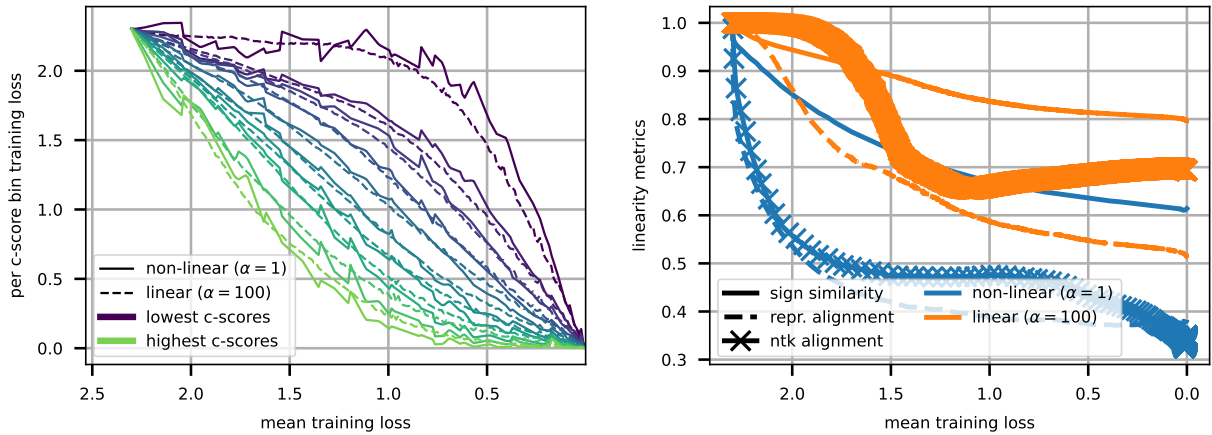 per c-score bin training loss
2.0
1.5
1.0
0.5
0.0
non-linear (α = 1)
linear (α = 100)
lowest c-scores
highest c-scores
2.5 2.0 1.5 1.0 0.5
mean training loss
linearity metrics
1.0
0.9
0.8
0.7
0.6
0.5
0.4
0.3
sign similarity
repr. alignment
ntk alignment
non-linear (α = 1)
linear (α = 100)
2.0 1.5 1.0 0.5 0.0
mean training loss